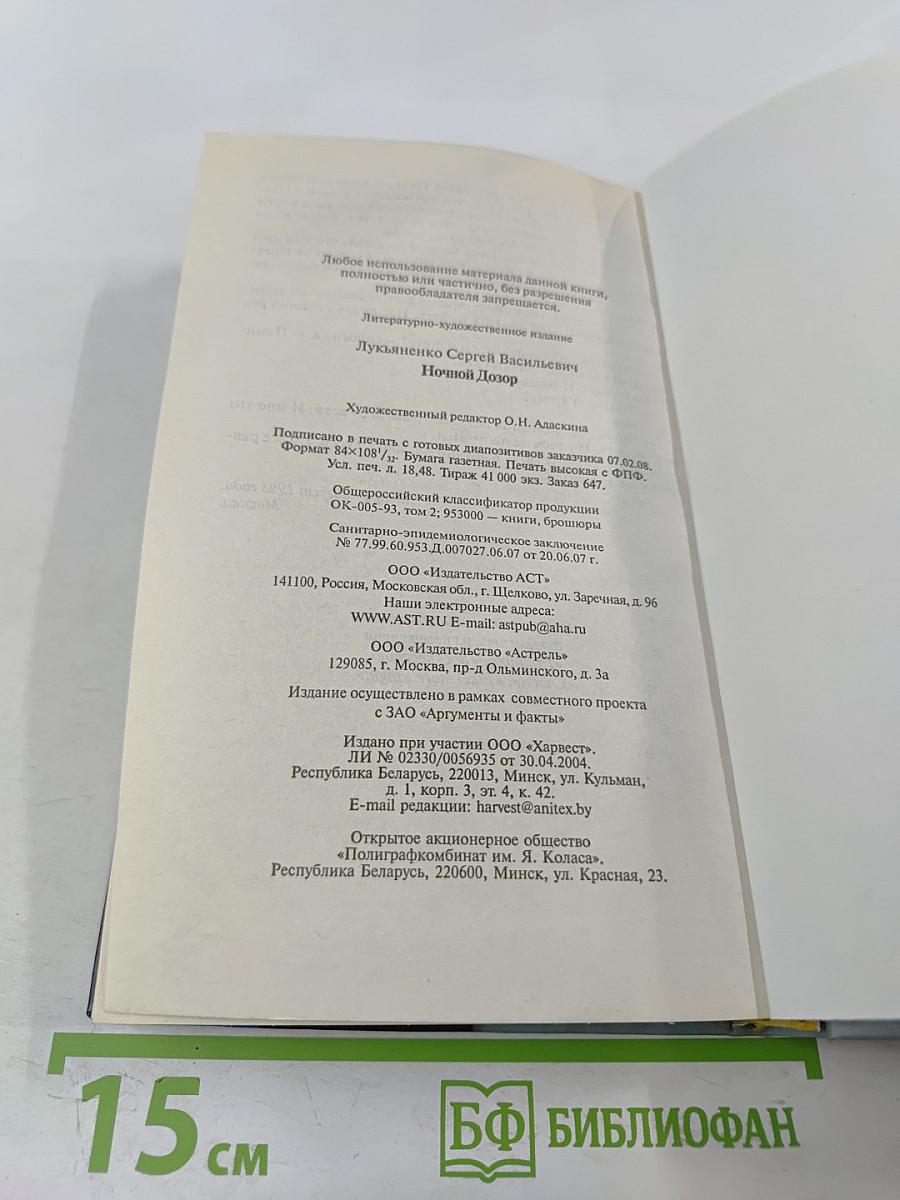 Любое использование материала данной книги,
полностью или частично, без разрешения
правообладателя запрещается.
Литературно-художественное издание
Лукьяненко Сергей Васильевич
Ночной Дозор
Художественный редактор О.Н. Адаскина
Подписано в печать с готовых диапозитивов заказчика 07.02.08.
Формат 84×108¹/₃₂. Бумага газетная. Печать высокая с ФПФ.
Усл. печ. л. 18,48. Тираж 41 000 экз. Заказ 647.
Общероссийский классификатор продукции
ОК-005-93, том 2; 953000 — книги, брошюры
Санитарно-эпидемиологическое заключение
№ 77.99.60.953.Д.007027.06.07 от 20.06.07 г.
ООО «Издательство АСТ»
141100, Россия, Московская обл., г. Щелково, ул. Заречная, д. 96
Наши электронные адреса:
WWW.AST.RU E-mail: astpub@aha.ru
ООО «Издательство «Астрель»
129085, г. Москва, пр-д Ольминского, д. 3а
Издание осуществлено в рамках совместного проекта
с ЗАО «Аргументы и факты»
Издано при участии ООО «Харвест».
ЛИ № 02330/0056935 от 30.04.2004.
Республика Беларусь, 220013, Минск, ул. Кульман,
д. 1, корп. 3, эт. 4, к. 42.
E-mail редакции: harvest@anitex.by
Открытое акционерное общество
«Полиграфкомбинат им. Я. Коласа».
Республика Беларусь, 220600, Минск, ул. Красная, 23.
15 см
БФ БИБЛИОФАН